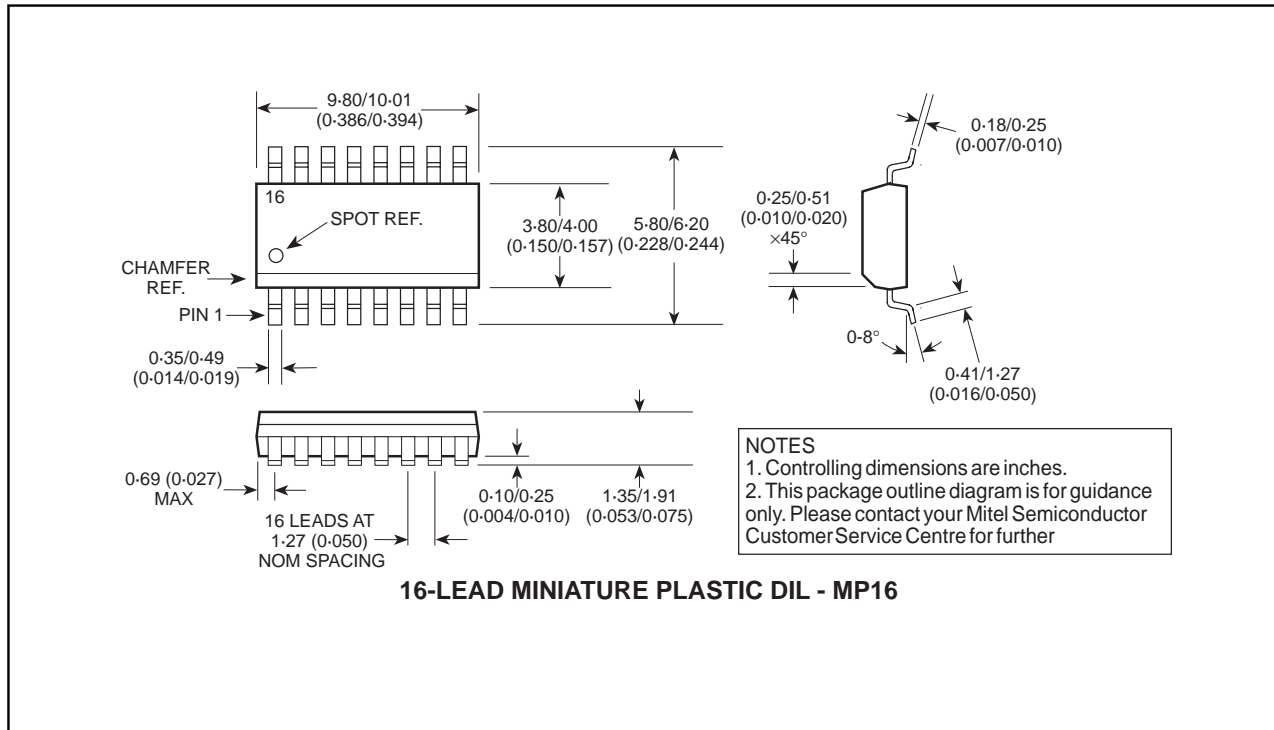 9·80/10·01
(0·386/0·394)
16
SPOT REF.
CHAMFER
REF.
PIN 1
3·80/4·00
(0·150/0·157)
5·80/6·20
(0·228/0·244)
0·18/0·25
(0·007/0·010)
0·25/0·51
(0·010/0·020)
×45°
0-8°
0·41/1·27
(0·016/0·050)
0·35/0·49
(0·014/0·019)
0·69 (0·027)
MAX
16 LEADS AT
1·27 (0·050)
NOM SPACING
0·10/0·25
(0·004/0·010)
1·35/1·91
(0·053/0·075)
NOTES
1. Controlling dimensions are inches.
2. This package outline diagram is for guidance
only. Please contact your Mitel Semiconductor
Customer Service Centre for further
16-LEAD MINIATURE PLASTIC DIL - MP16